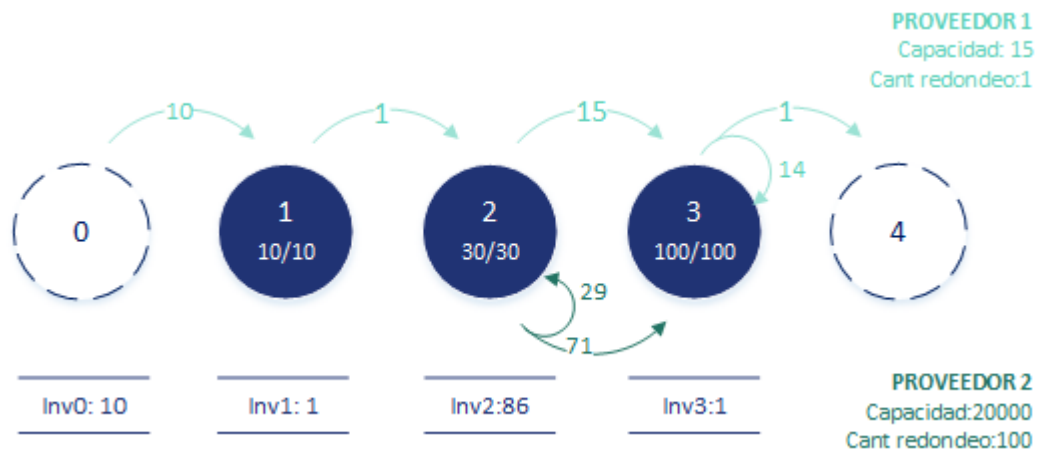 PROVEEDOR 1
Capacidad: 15
Cant redondeo:1
10
1
15
1
14
0
1
10/10
2
30/30
3
100/100
4
29
71
Inv0: 10
Inv1: 1
Inv2:86
Inv3:1
PROVEEDOR 2
Capacidad:20000
Cant redondeo:100